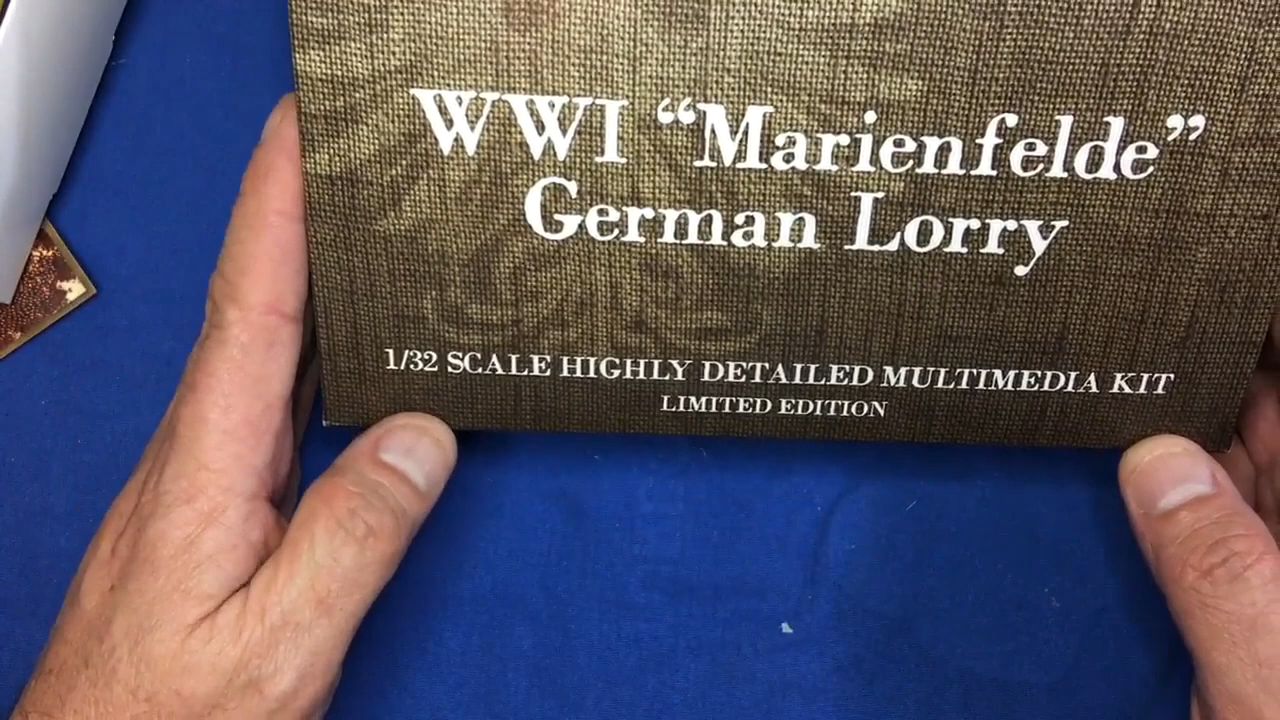 WWI “Marienfelde”
German Lorry
1/32 SCALE HIGHLY DETAILED MULTIMEDIA KIT
LIMITED EDITION